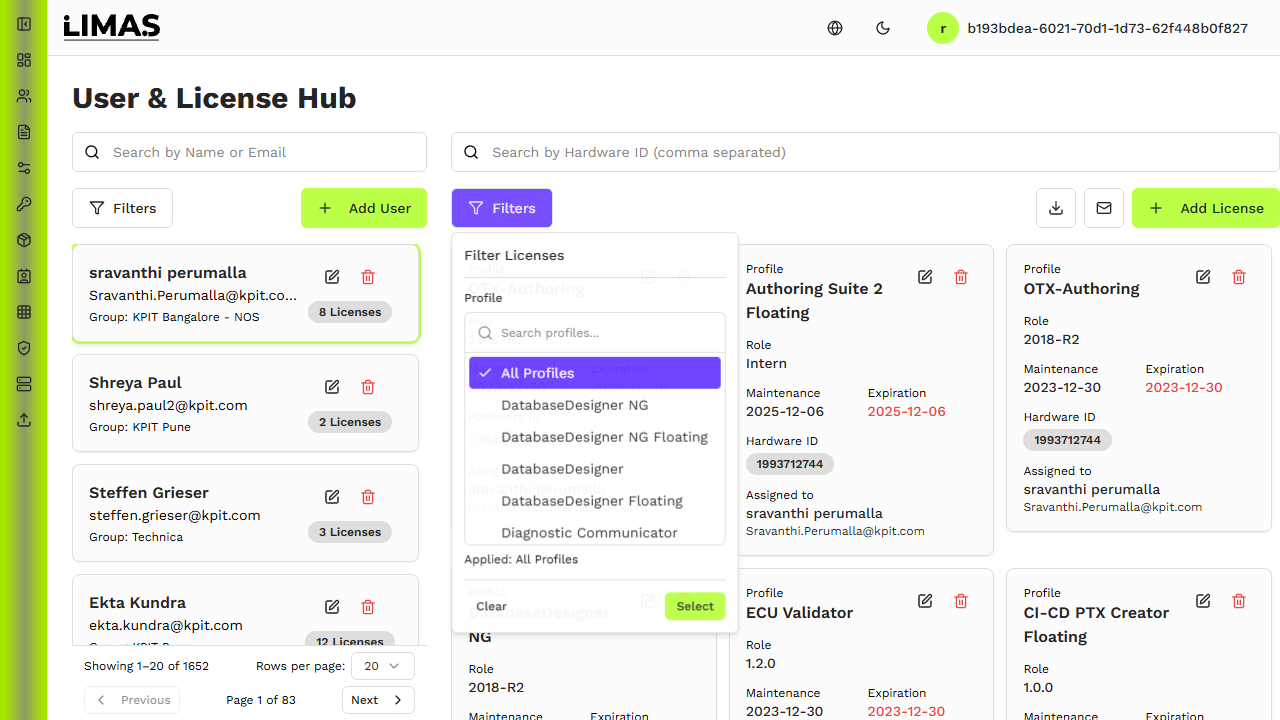 LIMAS
r
b193bdea-6021-70d1-1d73-62f448b0f827
User & License Hub
Search by Name or Email
Search by Hardware ID (comma separated)
Filters
Add User
Filters
Add License
sravanthi perumalla
Sravanthi.Perumalla@kpit.co...
Group: KPIT Bangalore - NOS
8 Licenses
Shreya Paul
shreya.paul2@kpit.com
Group: KPIT Pune
2 Licenses
Steffen Grieser
steffen.grieser@kpit.com
Group: Technica
3 Licenses
Ekta Kundra
ekta.kundra@kpit.com
12 Licenses
Showing 1–20 of 1652
Rows per page:
20
Previous
Page 1 of 83
Next
Filter Licenses
Profile
Search profiles...
All Profiles
DatabaseDesigner NG
DatabaseDesigner NG Floating
DatabaseDesigner
DatabaseDesigner Floating
Diagnostic Communicator
Applied: All Profiles
Clear
Select
Profile
OTX-Authoring
Profile
DatabaseDesigner
NG
Role
2018-R2
Maintenance
Expiration
Profile
Authoring Suite 2
Floating
Role
Intern
Maintenance
Expiration
2025-12-06
2025-12-06
Hardware ID
1993712744
Assigned to
sravanthi perumalla
Sravanthi.Perumalla@kpit.com
Profile
OTX-Authoring
Role
2018-R2
Maintenance
Expiration
2023-12-30
2023-12-30
Hardware ID
1993712744
Assigned to
sravanthi perumalla
Sravanthi.Perumalla@kpit.com
Profile
ECU Validator
Role
1.2.0
Maintenance
Expiration
2023-12-30
2023-12-30
Profile
CI-CD PTX Creator
Floating
Role
1.0.0
Maintenance
Expiration